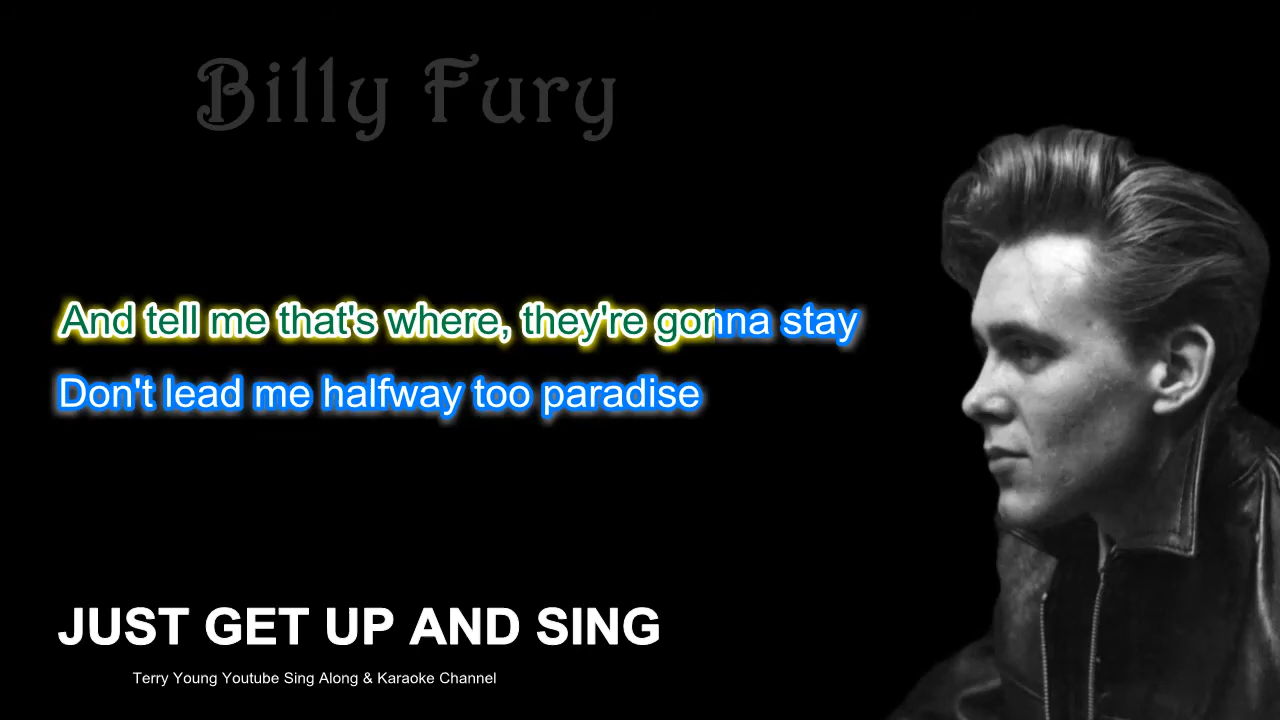 Billy Fury
And tell me that's where, they're gonna stay
Don't lead me halfway too paradise
JUST GET UP AND SING
Terry Young Youtube Sing Along & Karaoke Channel